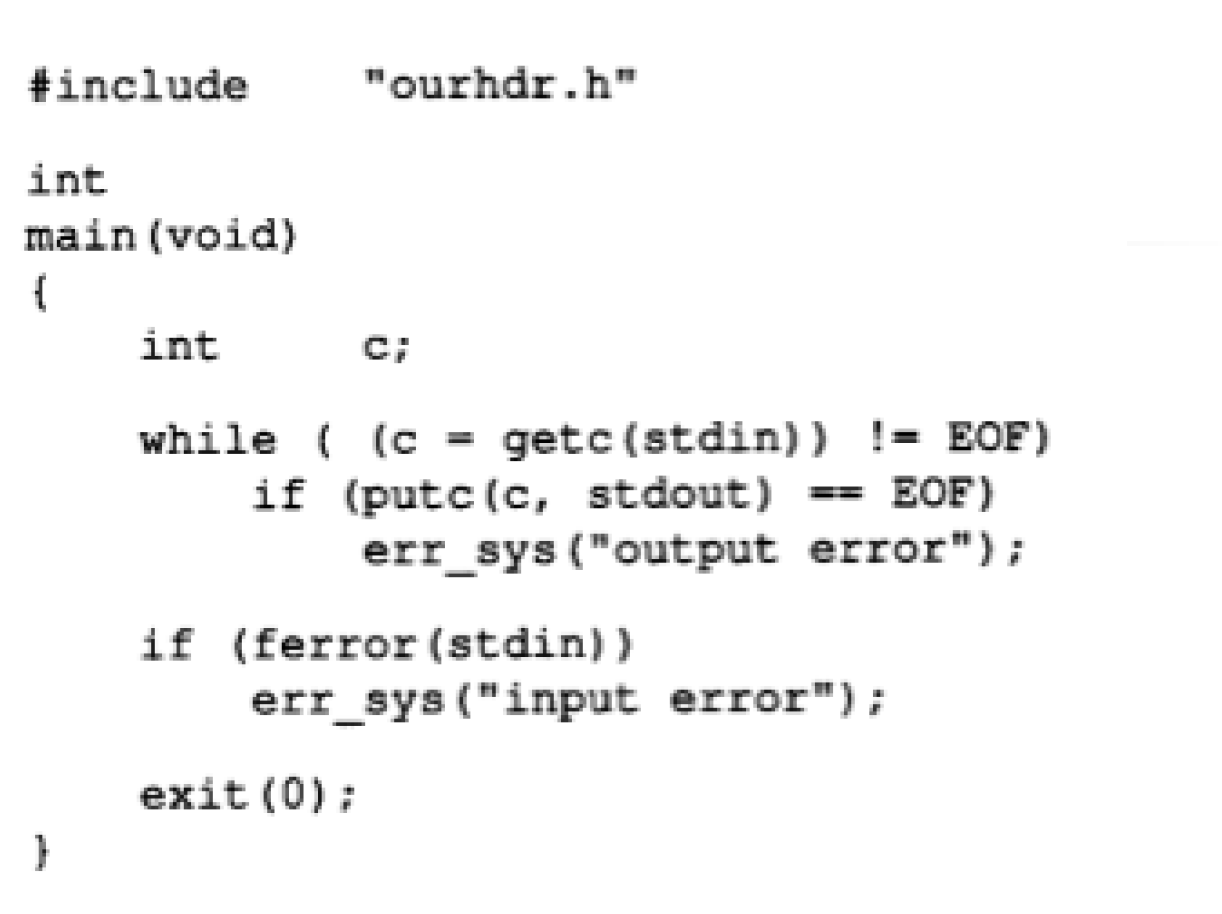 #include    "ourhdr.h"
int
main(void)
{
    int     c;
    while ( (c = getc(stdin)) != EOF)
        if (putc(c, stdout) == EOF)
            err_sys("output error");
    if (ferror(stdin))
        err_sys("input error");
    exit(0);
}